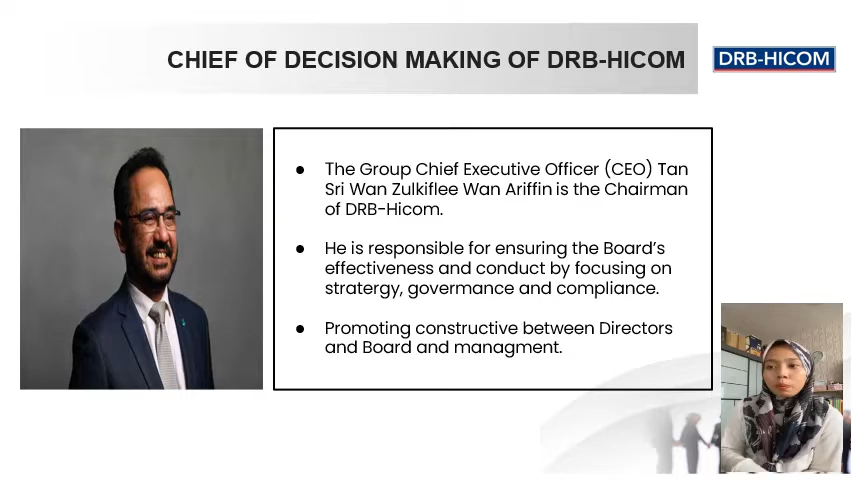 CHIEF OF DECISION MAKING OF DRB-HICOM
DRB-HICOM
● The Group Chief Executive Officer (CEO) Tan
Sri Wan Zulkiflee Wan Ariffin is the Chairman
of DRB-Hicom.
● He is responsible for ensuring the Board's
effectiveness and conduct by focusing on
stratergy, govermance and compliance.
● Promoting constructive between Directors
and Board and managment.